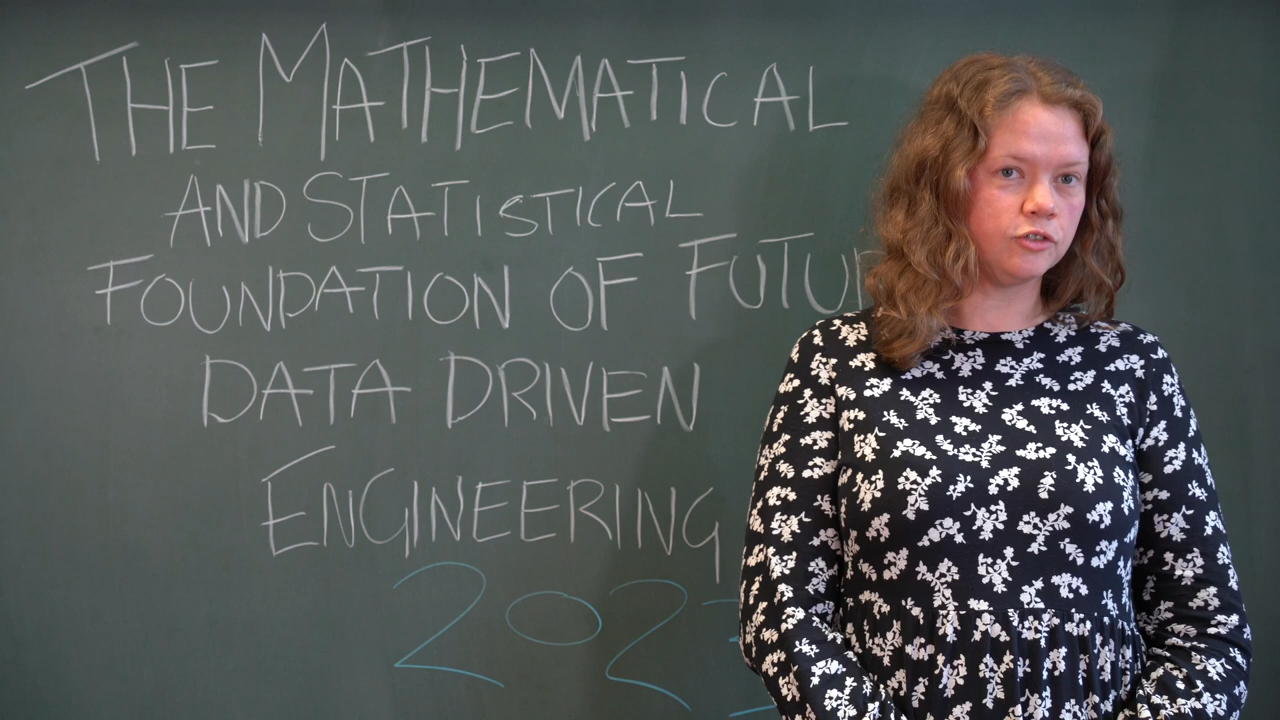 THE MATHEMATICAL
AND STATISTICAL
FOUNDATION OF
DATA DRIVEN
ENGINEERING